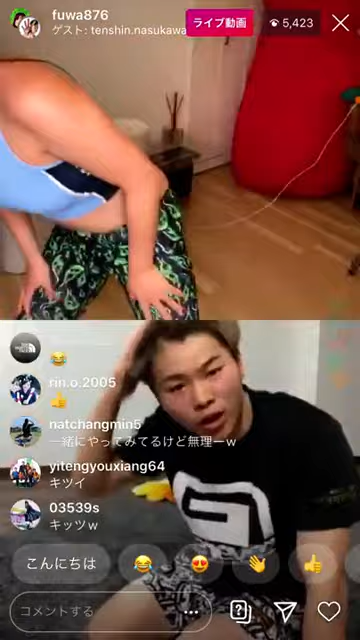 fuwa876
ゲスト: tenshin.nasukawa
ライブ動画
5,423
rin.o.2005
natchangmin5
一緒にやってみてるけど無理ーw
yitengyouxiang64
キツイ
03539s
キッツw
こんにちは
コメントする